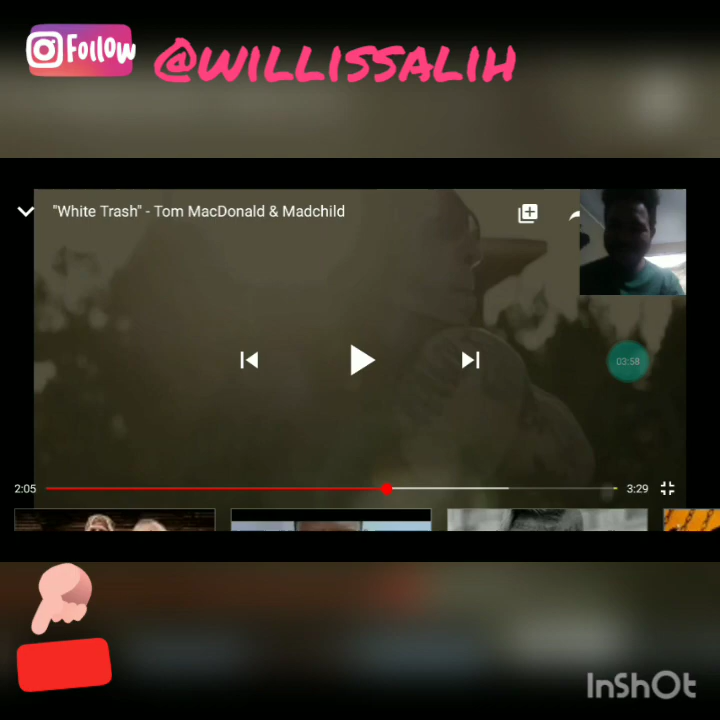 Follow @WILLISSALIH
"White Trash" - Tom MacDonald & Madchild
03:58
2:05 3:29
InShOt